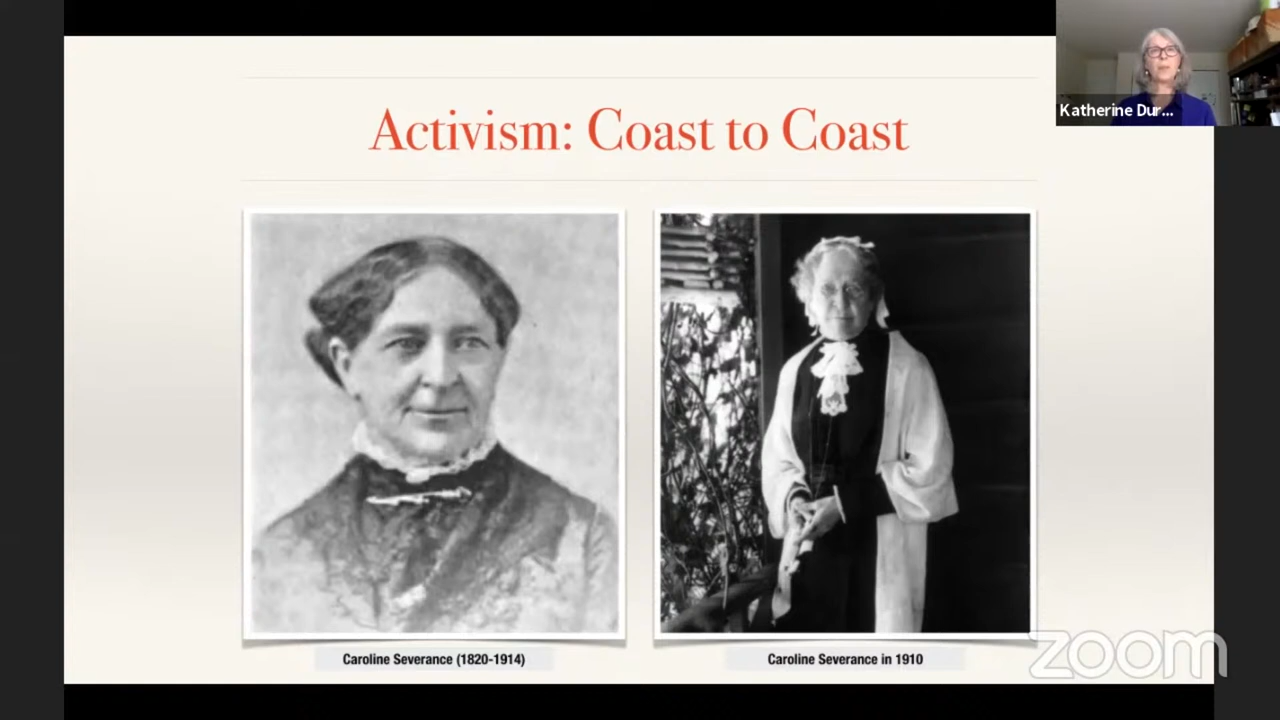 Activism: Coast to Coast
Katherine Dur...
Caroline Severance (1820-1914)
Caroline Severance in 1910
zoom